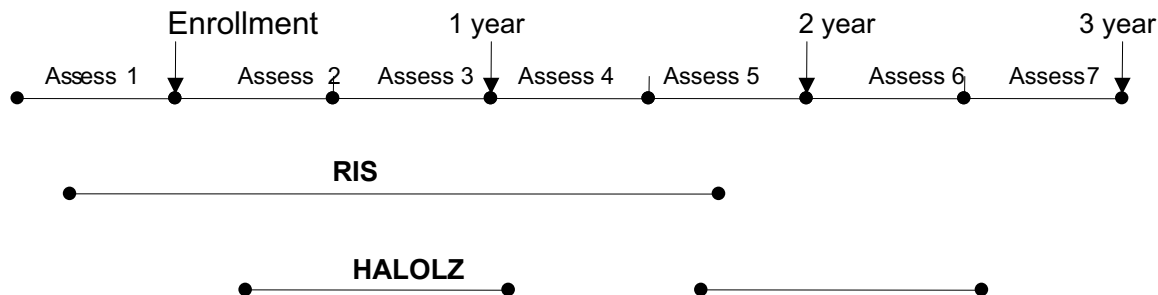 Enrollment 1 year 2 year 3 year
Assess 1 Assess 2 Assess 3 Assess 4 Assess 5 Assess 6 Assess7
RIS
HALOLZ